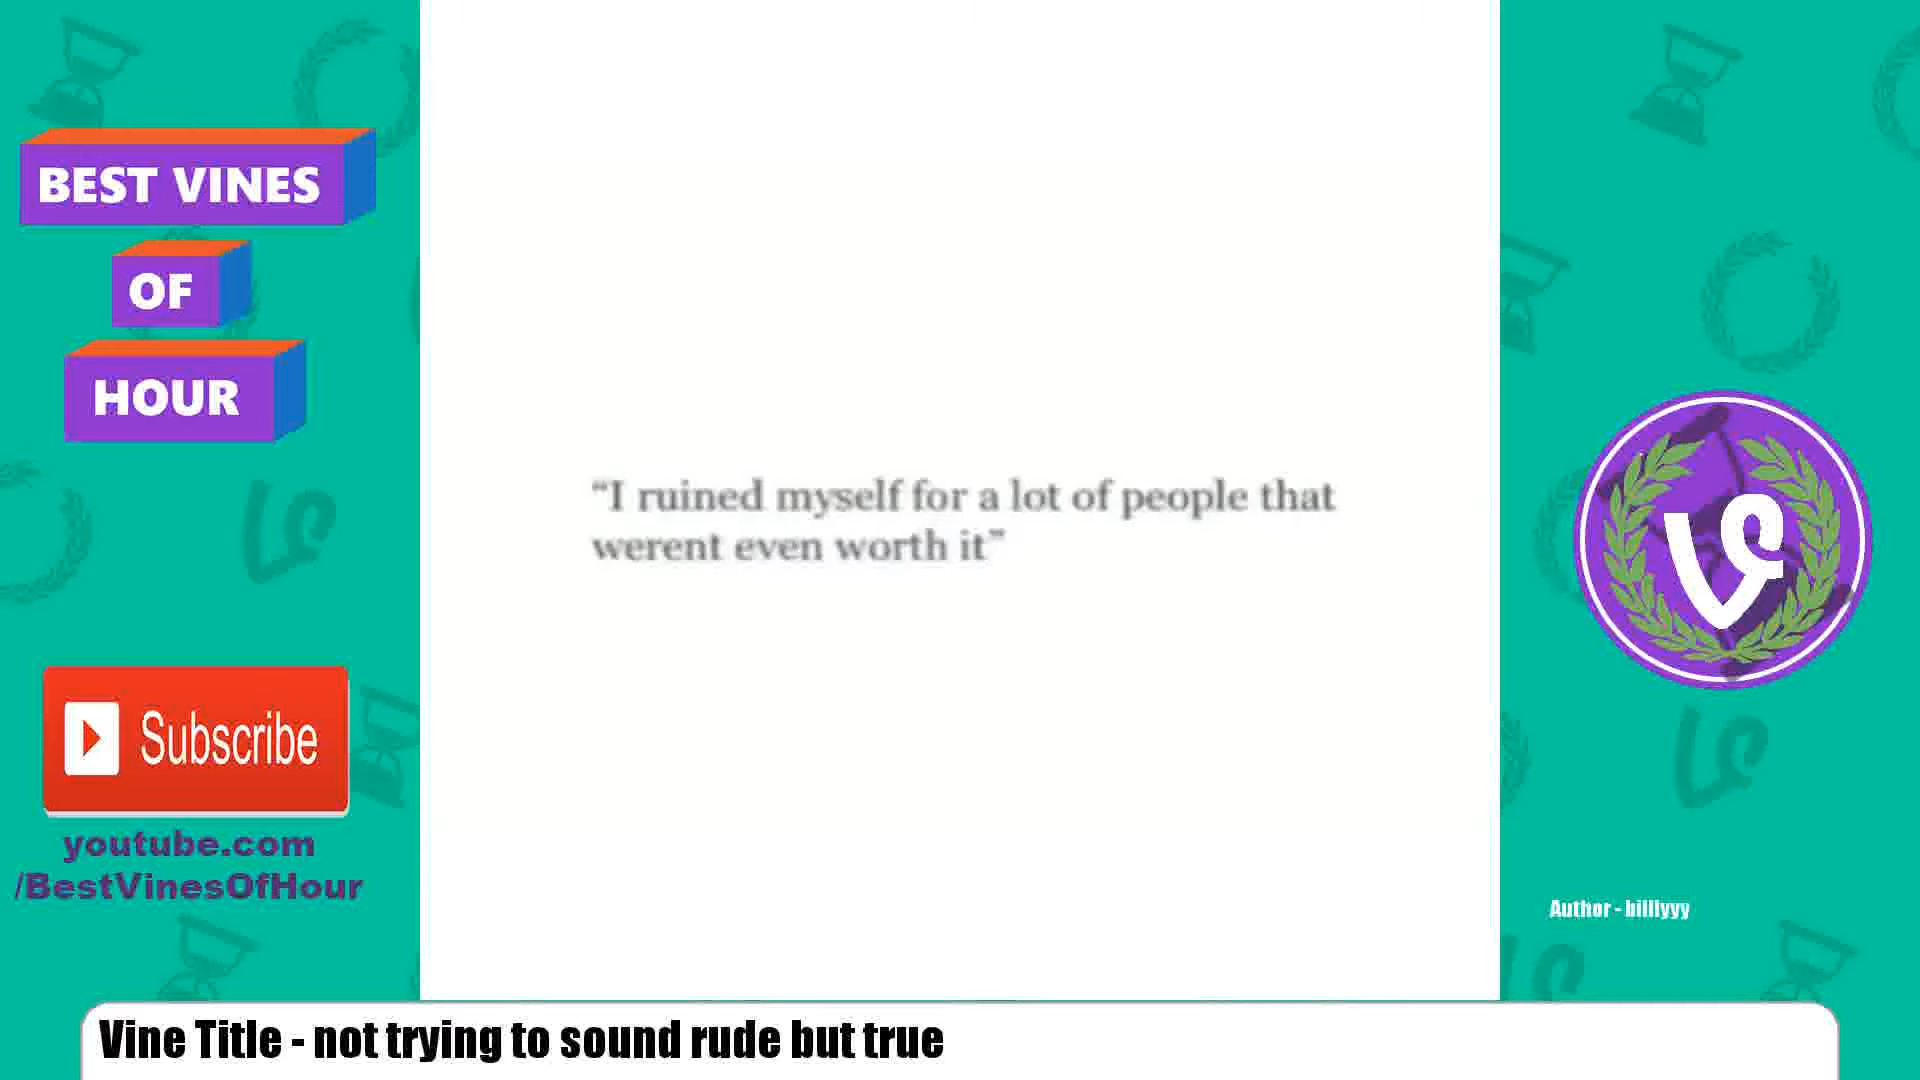 BEST VINES
OF
HOUR
“I ruined myself for a lot of people that
werent even worth it”
Subscribe
youtube.com
/BestVinesOfHour
Author - billlyyy
Vine Title - not trying to sound rude but true